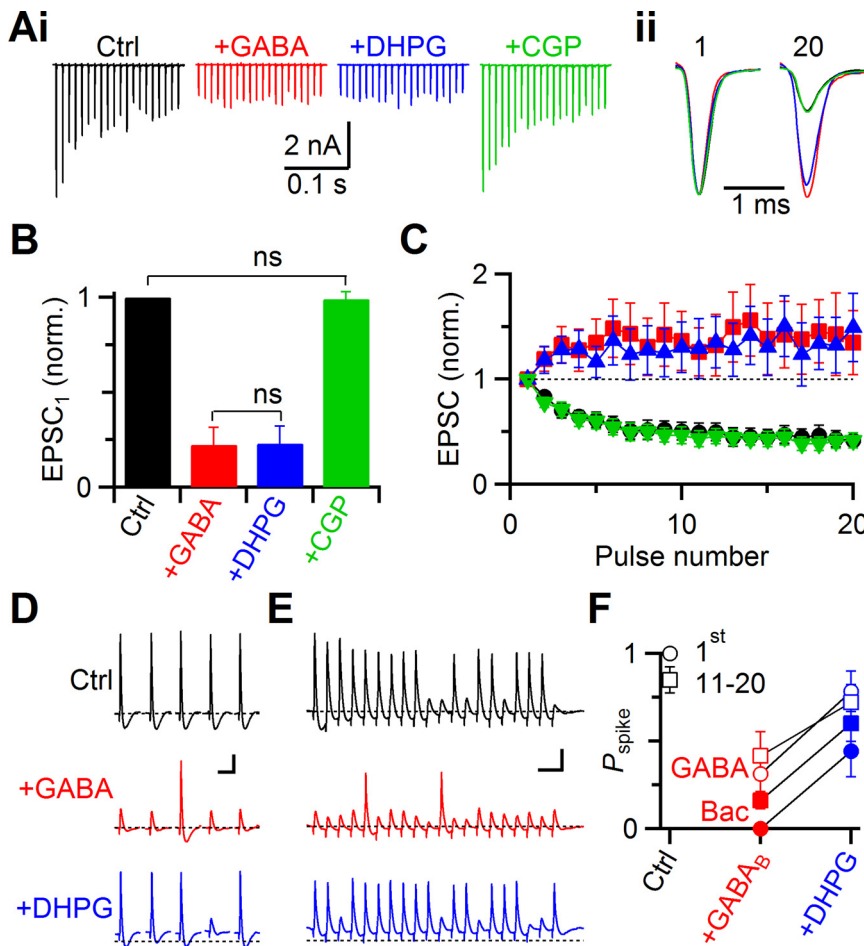 Ai
Ctrl
+GABA
+DHPG
+CGP
2 nA
0.1 s
ii
1
20
1 ms
B
ns
ns
1
0
EPSC1 (norm.)
Ctrl
+GABA
+DHPG
+CGP
C
2
1
0
EPSC (norm.)
0
10
20
Pulse number
D
E
Ctrl
+GABA
+DHPG
F
1
0
Pspike
1st
11-20
GABA
Bac
Ctrl
+GABAB
+DHPG